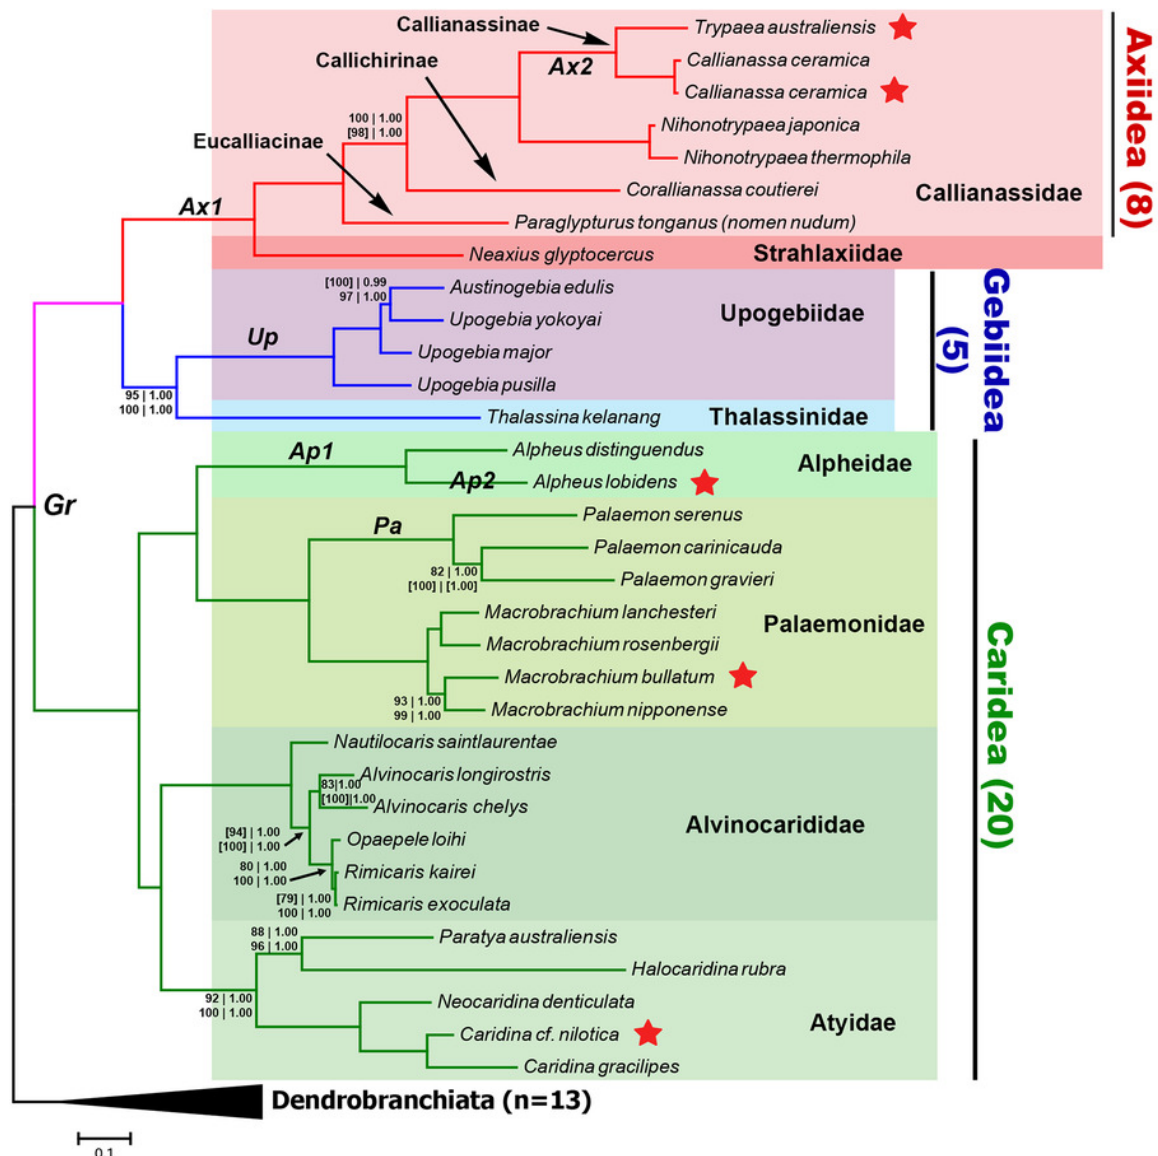 Callianassinae
Trypaea australiensis
Ax2
Callianassa ceramica
Callichirinae
Callianassa ceramica
100 | 1.00
[98] | 1.00
Nihonotrypaea japonica
Eucalliacinae
Nihonotrypaea thermophila
Corallianassa coutierei
Callianassidae
Axiidea (8)
Ax1
Paraglypturus tonganus (nomen nudum)
Neaxius glyptocercus
Strahlaxiidae
[100] | 0.99
97 | 1.00
Austinogebia edulis
Upogebia yokoyai
Upogebiidae
Up
Upogebia major
Upogebia pusilla
Gebiidea
(5)
95 | 1.00
100 | 1.00
Thalassina kelanang
Thalassinidae
Ap1
Alpheus distinguendus
Alpheidae
Ap2
Alpheus lobidens
Gr
Pa
Palaemon serenus
Palaemon carinicauda
82 | 1.00
[100] | [1.00]
Palaemon gravieri
Macrobrachium lanchesteri
Palaemonidae
Macrobrachium rosenbergii
Macrobrachium bullatum
93 | 1.00
99 | 1.00
Macrobrachium nipponense
Caridea (20)
Nautilocaris saintlaurentae
Alvinocaris longirostris
83|1.00
[100]|1.00
Alvinocaris chelys
Alvinocarididae
[94] | 1.00
[100] | 1.00
Opaepele loihi
80 | 1.00
100 | 1.00
Rimicaris kairei
[79] | 1.00
100 | 1.00
Rimicaris exoculata
88 | 1.00
96 | 1.00
Paratya australiensis
Halocaridina rubra
92 | 1.00
100 | 1.00
Neocaridina denticulata
Atyidae
Caridina cf. nilotica
Caridina gracilipes
Dendrobranchiata (n=13)
0.1